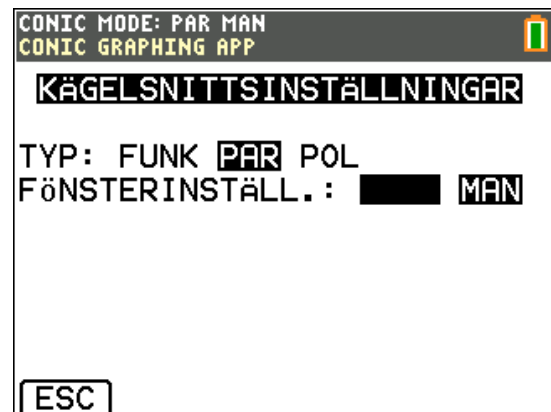 CONIC MODE: PAR MAN
CONIC GRAPHING APP
KÄGELSNITTSINSTÄLLNINGAR
TYP: FUNK PAR POL
FÖNSTERINSTÄLL.: MAN
ESC